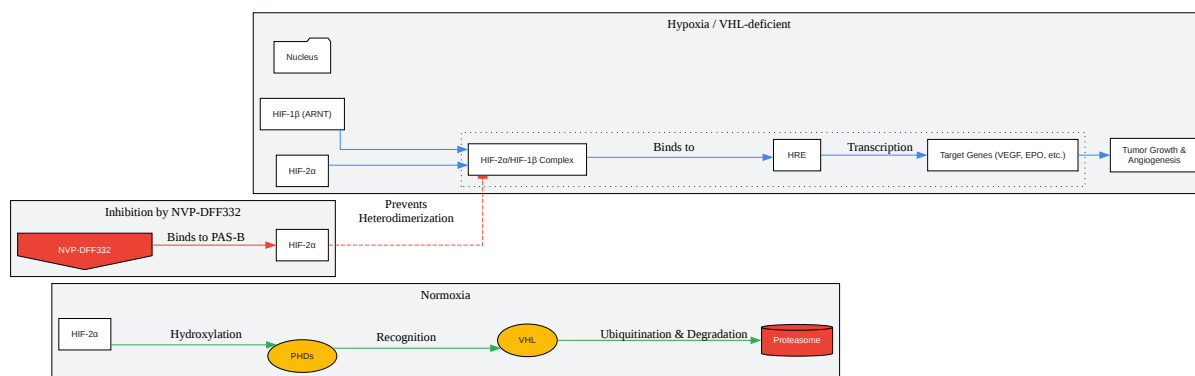 Hypoxia / VHL-deficient
Nucleus
HIF-1β (ARNT)
HIF-2α
HIF-2α/HIF-1β Complex
Binds to
HRE
Transcription
Target Genes (VEGF, EPO, etc.)
Tumor Growth &
Angiogenesis
Inhibition by NVP-DFF332
NVP-DFF332
Binds to PAS-B
HIF-2α
Prevents
Heterodimerization
Normoxia
HIF-2α
Hydroxylation
PHDs
Recognition
VHL
Ubiquitination & Degradation
Proteasome